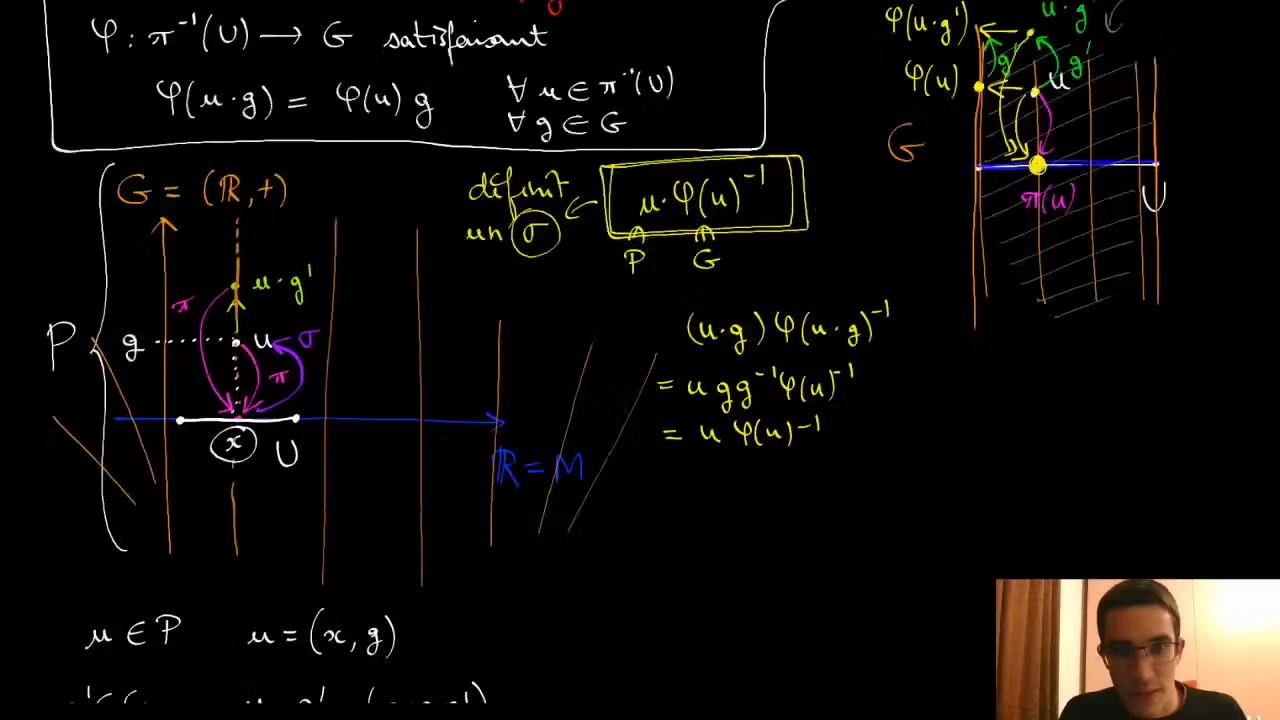 φ : π⁻¹(U) → G satisfaisant
φ(u·g) = φ(u) g ∀ u ∈ π⁻¹(U)
∀ g ∈ G
φ(u·g')
u·g'
φ(u)
g'
u
g'
G
π(u)
U
G = (ℝ, +)
définit
un σ
u·φ(u)⁻¹
P
G
u·g'
π
P
g
u
σ
π
x
U
ℝ = M
(u·g) φ(u·g)⁻¹
= u g g⁻¹ φ(u)⁻¹
= u φ(u)⁻¹
u ∈ P u = (x, g)